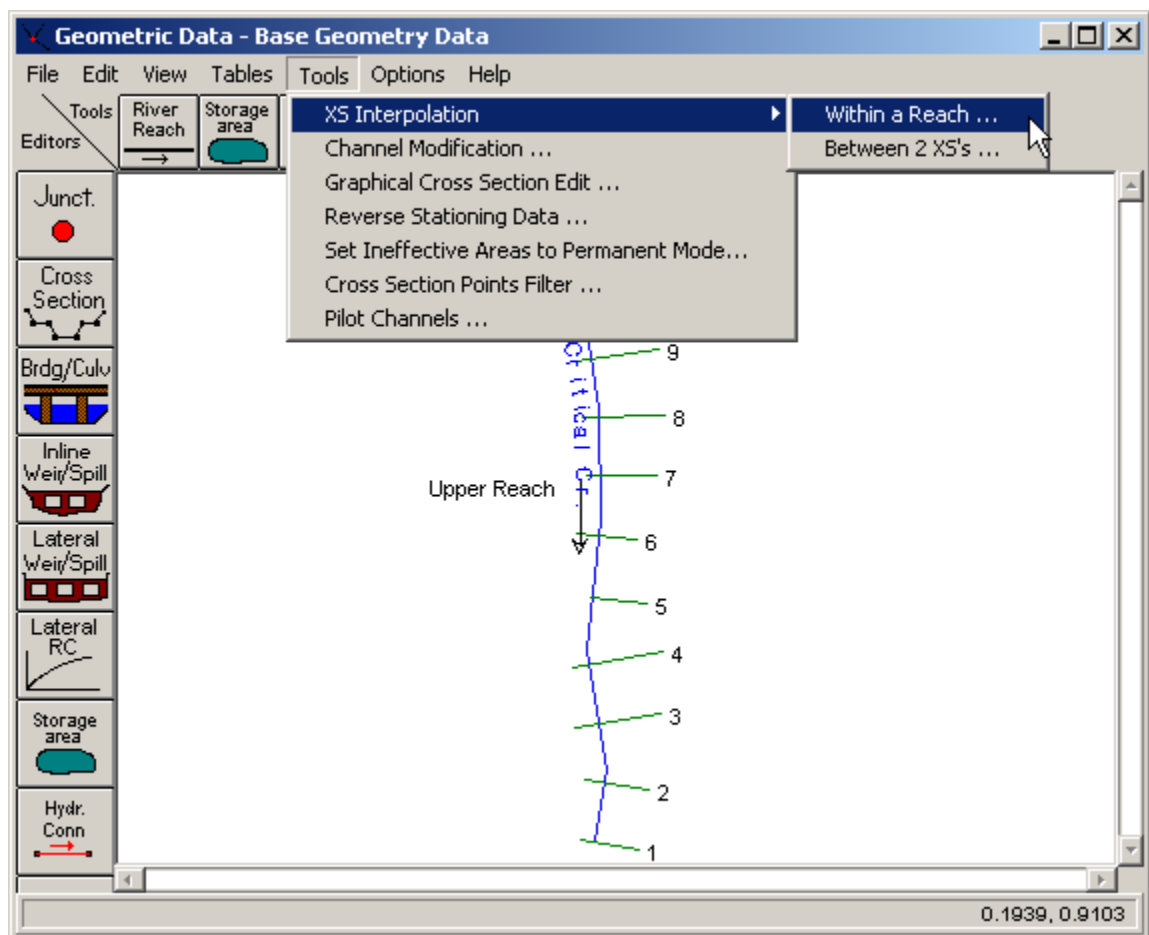 Geometric Data - Base Geometry Data
File Edit View Tables Tools Options Help
Tools
Editors
River
Reach
Storage
area
XS Interpolation
Within a Reach ...
Between 2 XS's ...
Channel Modification ...
Graphical Cross Section Edit ...
Reverse Stationing Data ...
Set Ineffective Areas to Permanent Mode...
Cross Section Points Filter ...
Pilot Channels ...
Junct.
Cross
Section
Brdg/Culv
Inline
Weir/Spill
Lateral
Weir/Spill
Lateral
RC
Storage
area
Hydr.
Conn
9
8
7
6
5
4
3
2
1
Critical Cr.
Upper Reach
0.1939, 0.9103